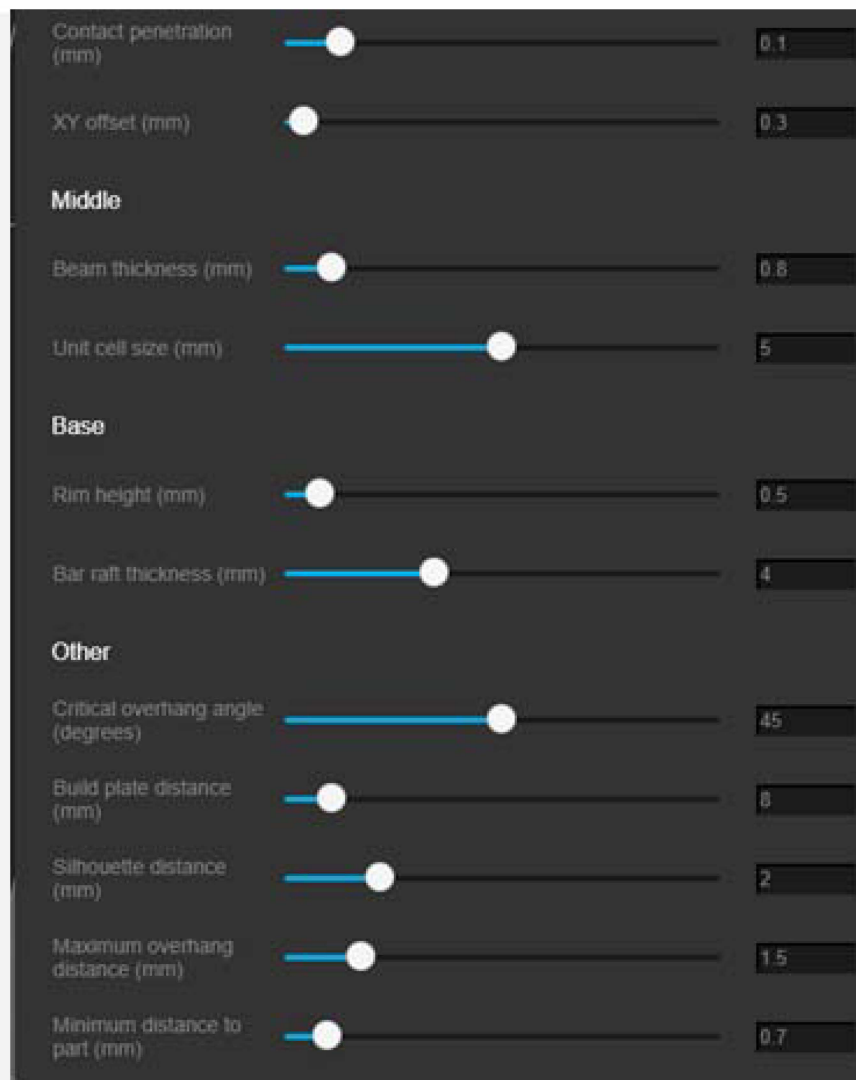 Contact penetration
(mm)
0.1
XY offset (mm)
0.3
Middle
Beam thickness (mm)
0.8
Unit cell size (mm)
5
Base
Rim height (mm)
0.5
Bar raft thickness (mm)
4
Other
Critical overhang angle
(degrees)
45
Build plate distance
(mm)
8
Silhouette distance
(mm)
2
Maximum overhang
distance (mm)
1.5
Minimum distance to
part (mm)
0.7